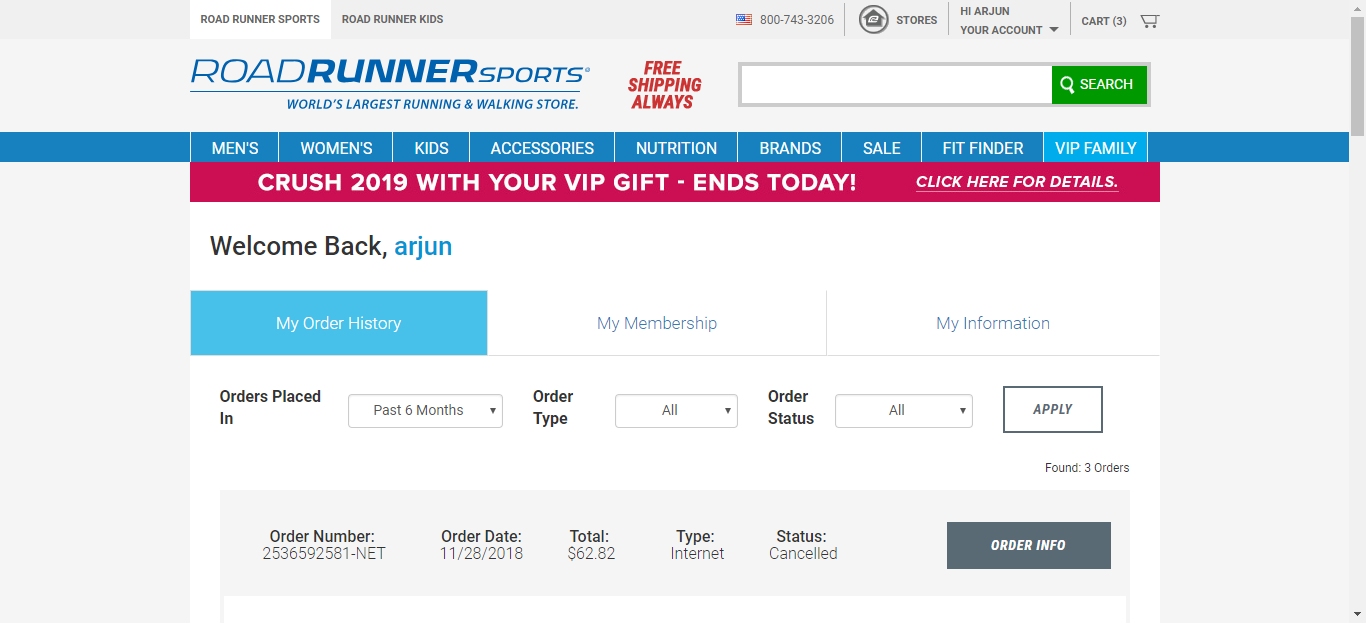 ROAD RUNNER SPORTS
ROAD RUNNER KIDS
800-743-3206
STORES
HI ARJUN
YOUR ACCOUNT
CART (3)
ROADRUNNERSPORTS®
WORLD'S LARGEST RUNNING & WALKING STORE.
FREE
SHIPPING
ALWAYS
SEARCH
MEN'S
WOMEN'S
KIDS
ACCESSORIES
NUTRITION
BRANDS
SALE
FIT FINDER
VIP FAMILY
CRUSH 2019 WITH YOUR VIP GIFT - ENDS TODAY!
CLICK HERE FOR DETAILS.
Welcome Back, arjun
My Order History
My Membership
My Information
Orders Placed
In
Past 6 Months
Order
Type
All
Order
Status
All
APPLY
Found: 3 Orders
Order Number:
2536592581-NET
Order Date:
11/28/2018
Total:
$62.82
Type:
Internet
Status:
Cancelled
ORDER INFO